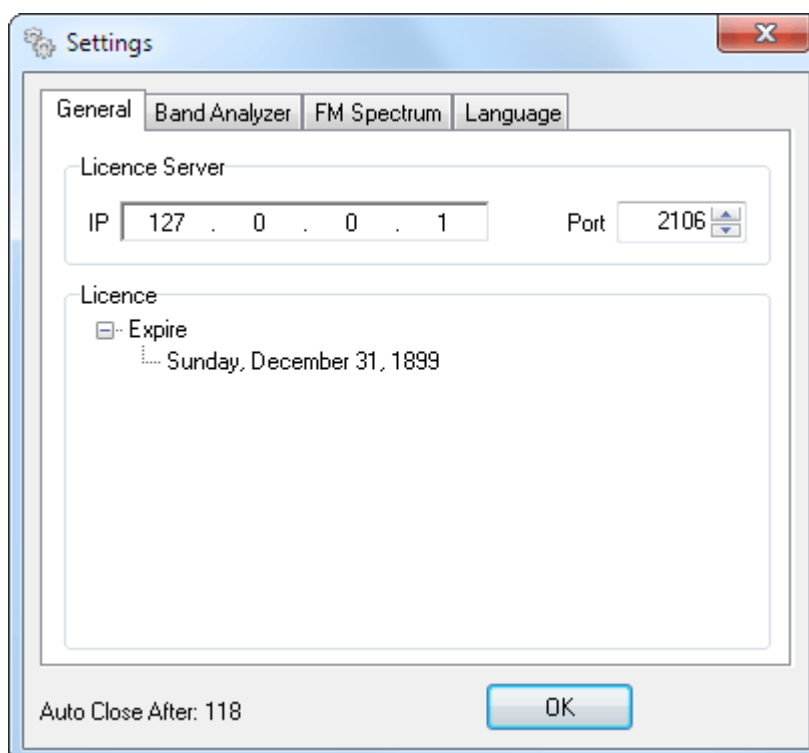 Settings
General Band Analyzer FM Spectrum Language
Licence Server
IP 127 . 0 . 0 . 1 Port 2106
Licence
Expire
Sunday, December 31, 1899
Auto Close After: 118 OK